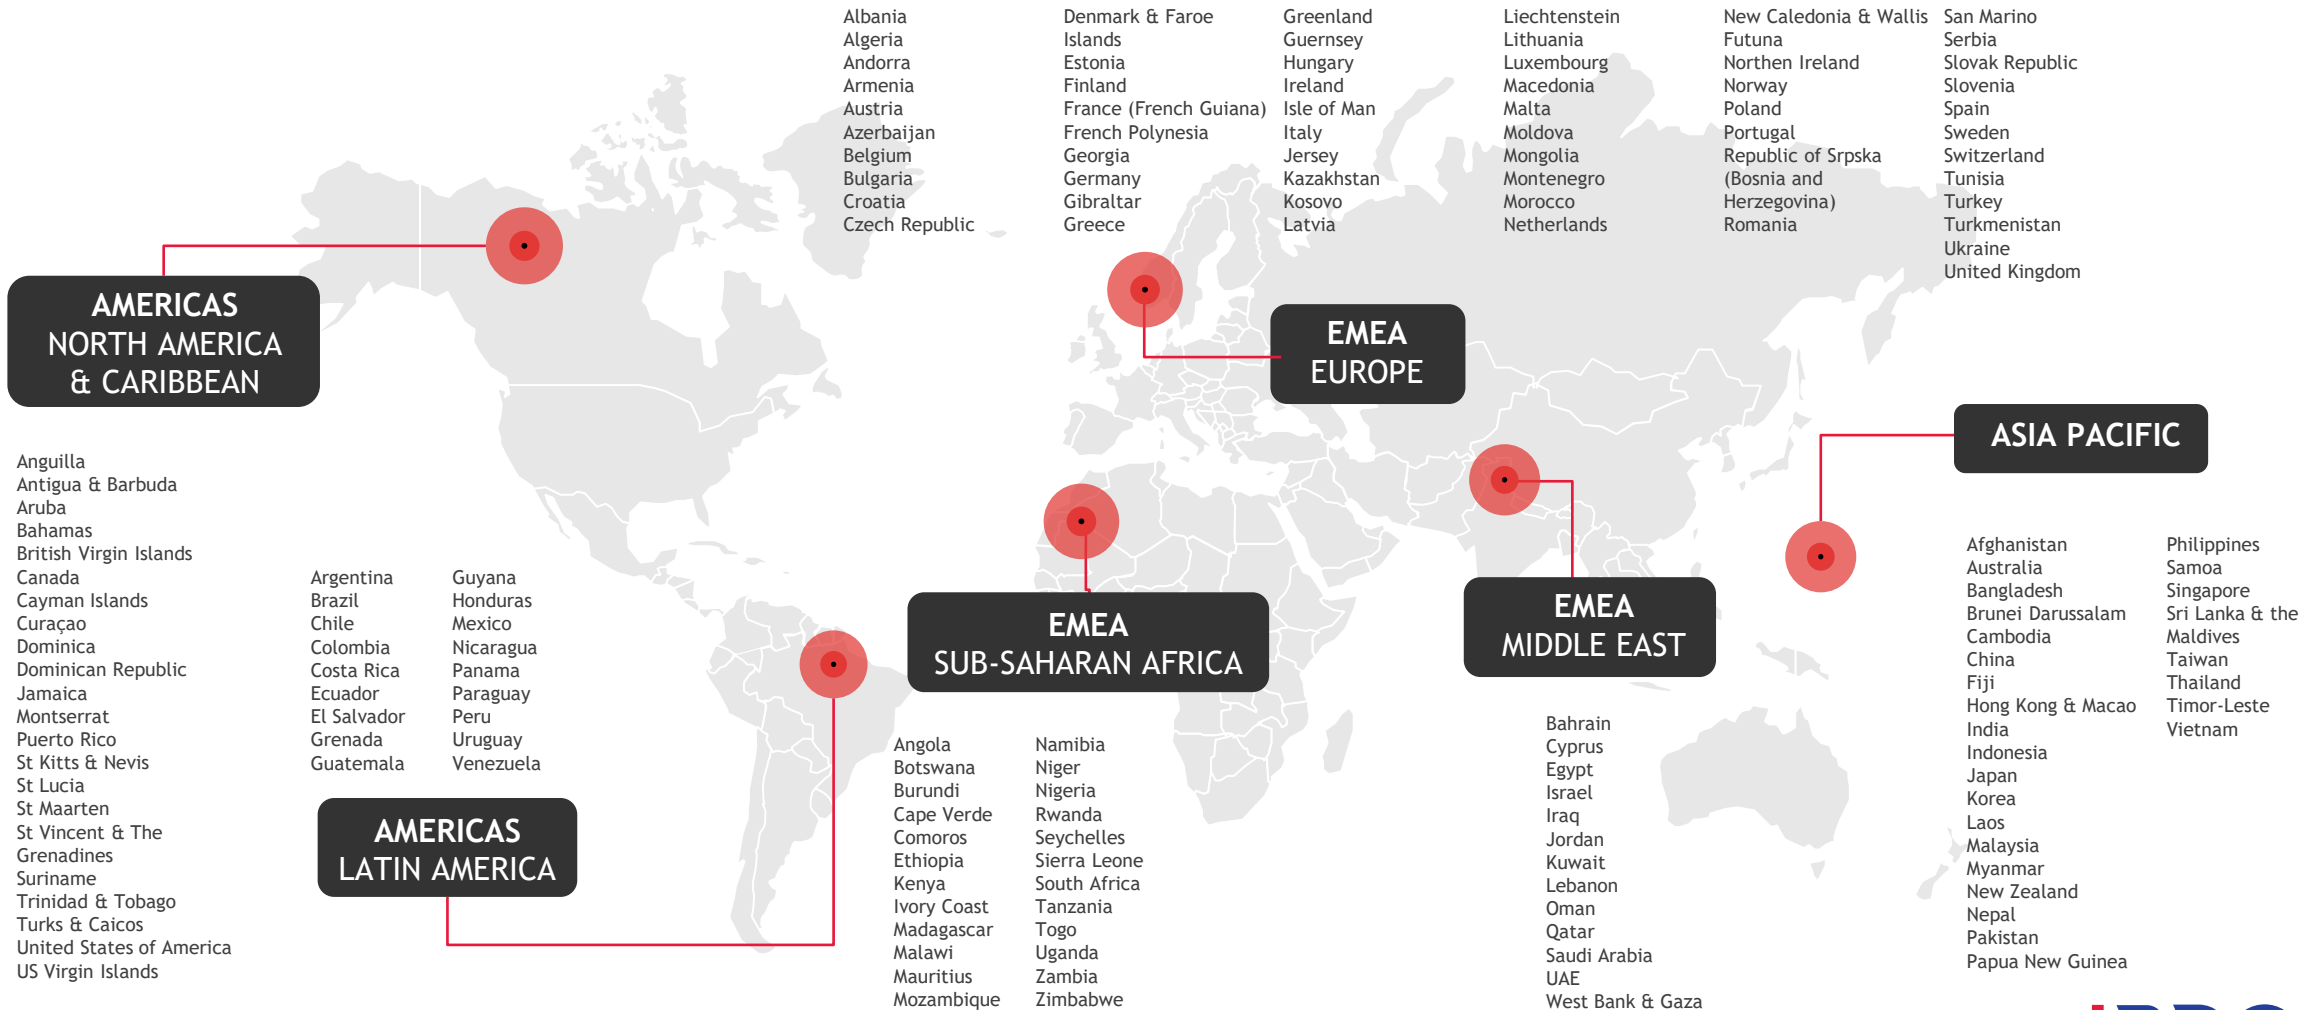 Albania
Algeria
Andorra
Armenia
Austria
Azerbaijan
Belgium
Bulgaria
Croatia
Czech Republic
Denmark & Faroe
Islands
Estonia
Finland
France (French Guiana)
French Polynesia
Georgia
Germany
Gibraltar
Greece
Greenland
Guernsey
Hungary
Ireland
Isle of Man
Italy
Jersey
Kazakhstan
Kosovo
Latvia
Liechtenstein
Lithuania
Luxembourg
Macedonia
Malta
Moldova
Mongolia
Montenegro
Morocco
Netherlands
New Caledonia & Wallis
Futuna
Northen Ireland
Norway
Poland
Portugal
Republic of Srpska
(Bosnia and
Herzegovina)
Romania
San Marino
Serbia
Slovak Republic
Slovenia
Spain
Sweden
Switzerland
Tunisia
Turkey
Turkmenistan
Ukraine
United Kingdom
AMERICAS
NORTH AMERICA
& CARIBBEAN
EMEA
EUROPE
ASIA PACIFIC
Anguilla
Antigua & Barbuda
Aruba
Bahamas
British Virgin Islands
Canada
Cayman Islands
Curaçao
Dominica
Dominican Republic
Jamaica
Montserrat
Puerto Rico
St Kitts & Nevis
St Lucia
St Maarten
St Vincent & The
Grenadines
Suriname
Trinidad & Tobago
Turks & Caicos
United States of America
US Virgin Islands
Argentina
Brazil
Chile
Colombia
Costa Rica
Ecuador
El Salvador
Grenada
Guatemala
Guyana
Honduras
Mexico
Nicaragua
Panama
Paraguay
Peru
Uruguay
Venezuela
AMERICAS
LATIN AMERICA
EMEA
SUB-SAHARAN AFRICA
Angola
Botswana
Burundi
Cape Verde
Comoros
Ethiopia
Kenya
Ivory Coast
Madagascar
Malawi
Mauritius
Mozambique
Namibia
Niger
Nigeria
Rwanda
Seychelles
Sierra Leone
South Africa
Tanzania
Togo
Uganda
Zambia
Zimbabwe
EMEA
MIDDLE EAST
Bahrain
Cyprus
Egypt
Israel
Iraq
Jordan
Kuwait
Lebanon
Oman
Qatar
Saudi Arabia
UAE
West Bank & Gaza
Afghanistan
Australia
Bangladesh
Brunei Darussalam
Cambodia
China
Fiji
Hong Kong & Macao
India
Indonesia
Japan
Korea
Laos
Malaysia
Myanmar
New Zealand
Nepal
Pakistan
Papua New Guinea
Philippines
Samoa
Singapore
Sri Lanka & the
Maldives
Taiwan
Thailand
Timor-Leste
Vietnam